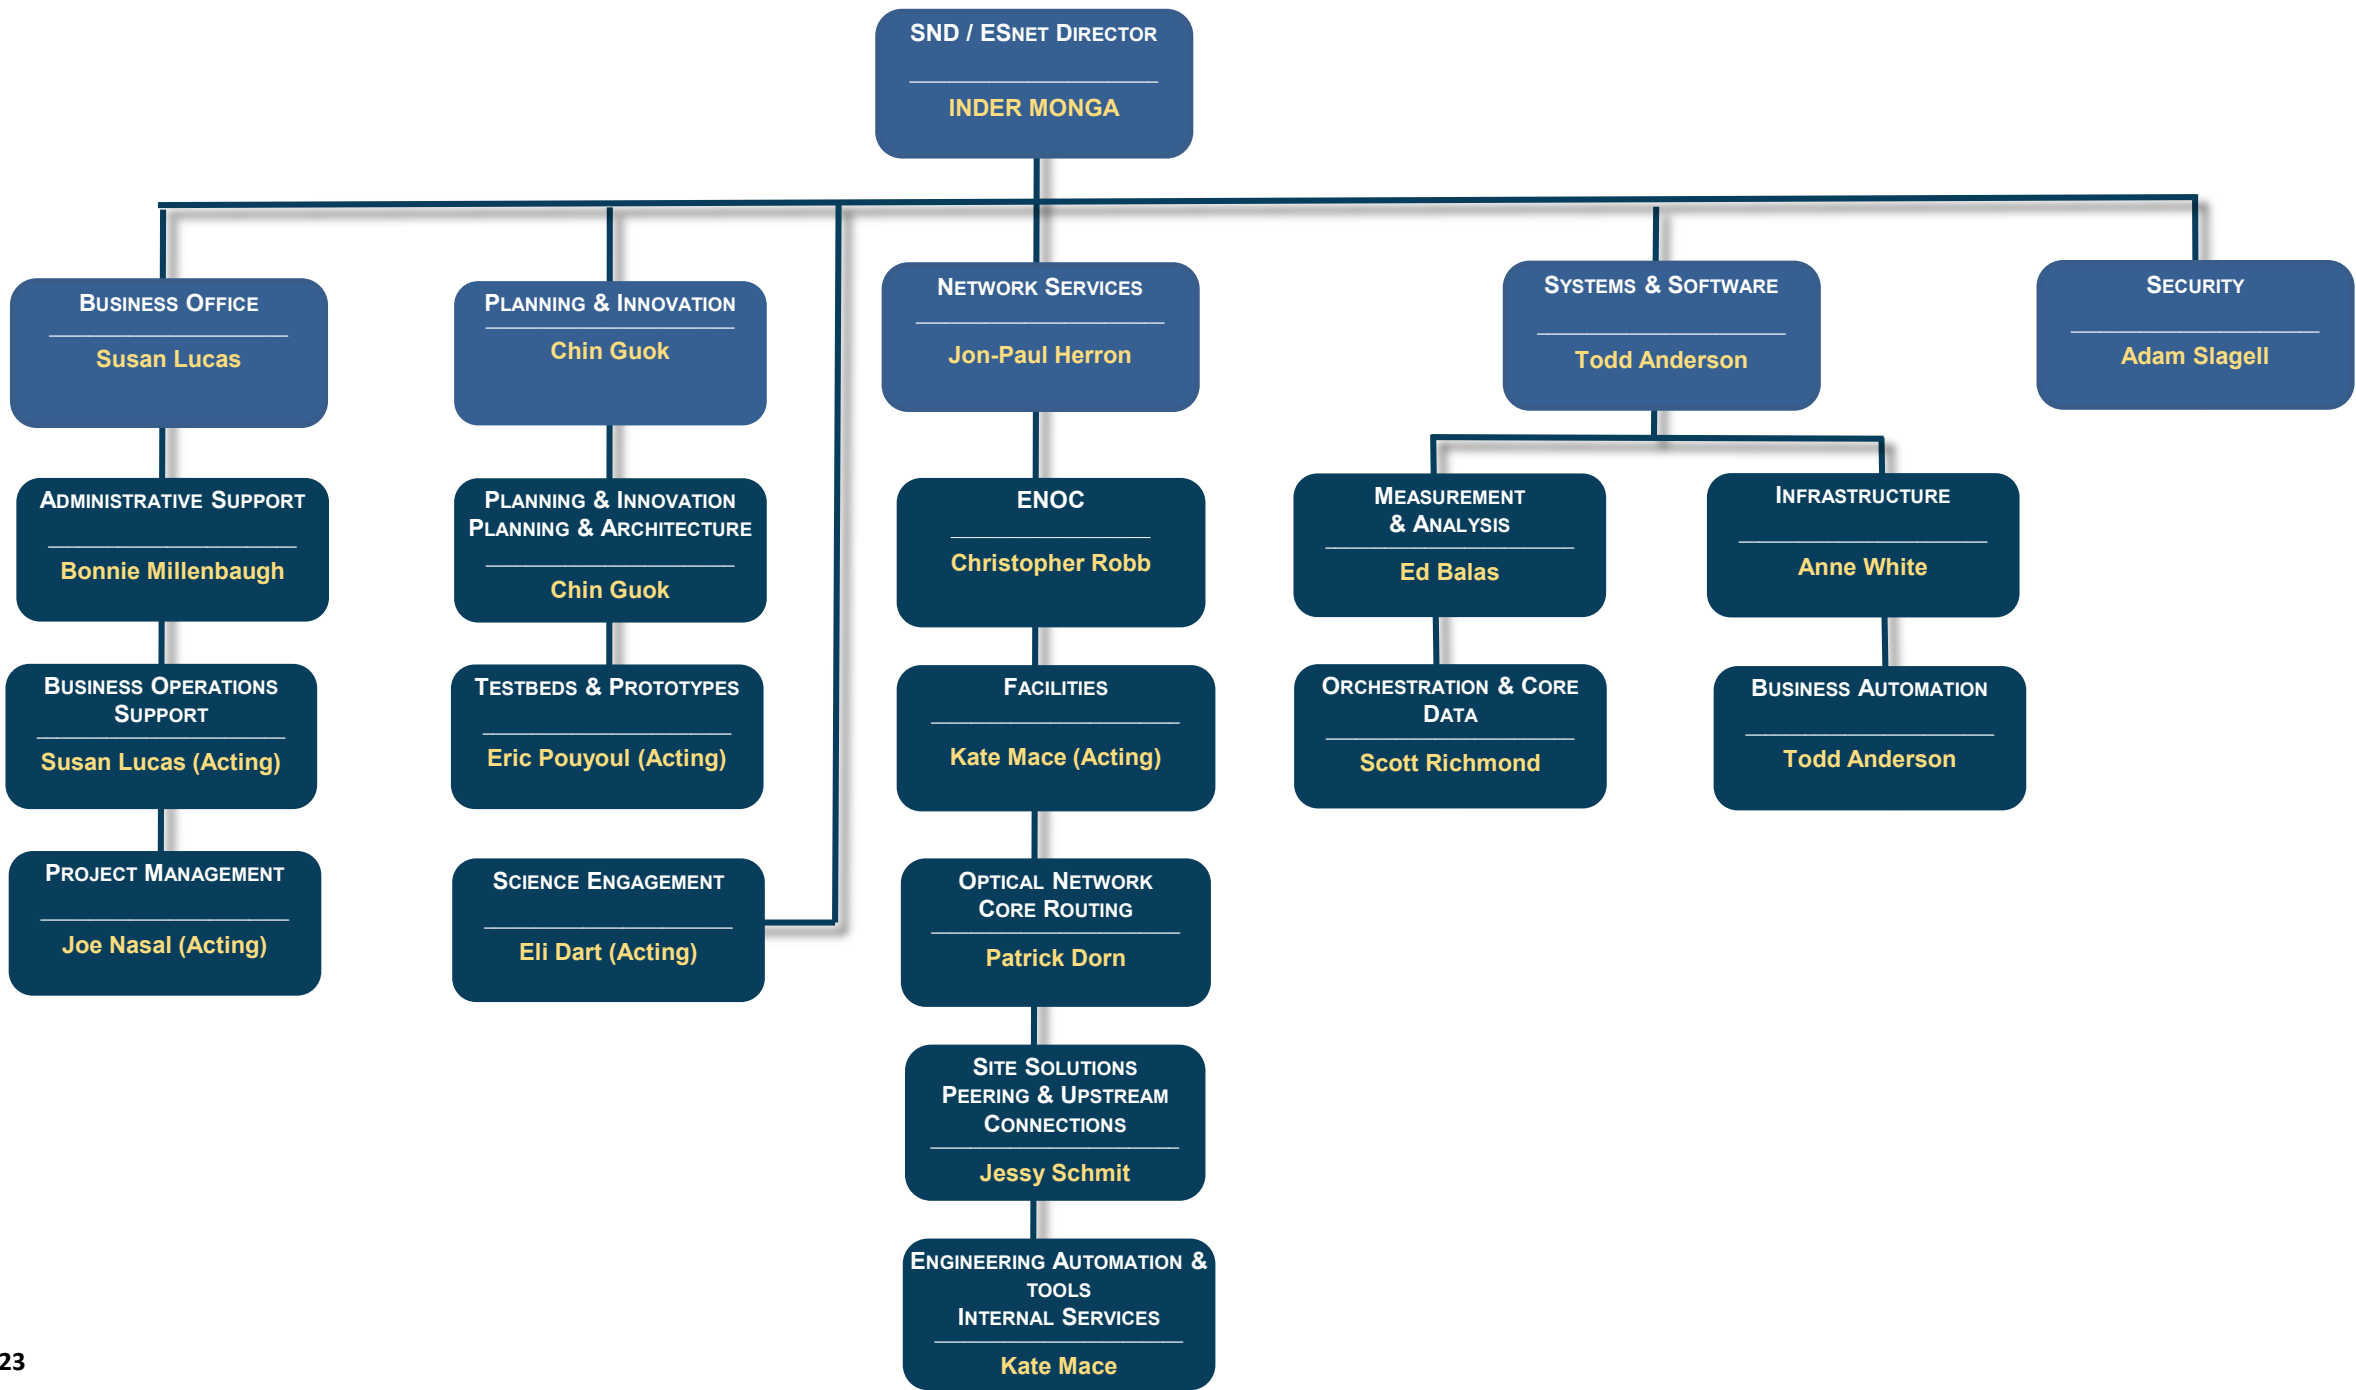 SND / ESNET DIRECTOR
INDER MONGA
BUSINESS OFFICE
Susan Lucas
PLANNING & INNOVATION
Chin Guok
NETWORK SERVICES
Jon-Paul Herron
SYSTEMS & SOFTWARE
Todd Anderson
SECURITY
Adam Slagell
ADMINISTRATIVE SUPPORT
Bonnie Millenbaugh
PLANNING & INNOVATION
PLANNING & ARCHITECTURE
Chin Guok
ENOC
Christopher Robb
MEASUREMENT
& ANALYSIS
Ed Balas
INFRASTRUCTURE
Anne White
BUSINESS OPERATIONS
SUPPORT
Susan Lucas (Acting)
TESTBEDS & PROTOTYPES
Eric Pouyoul (Acting)
FACILITIES
Kate Mace (Acting)
ORCHESTRATION & CORE
DATA
Scott Richmond
BUSINESS AUTOMATION
Todd Anderson
PROJECT MANAGEMENT
Joe Nasal (Acting)
SCIENCE ENGAGEMENT
Eli Dart (Acting)
OPTICAL NETWORK
CORE ROUTING
Patrick Dorn
SITE SOLUTIONS
PEERING & UPSTREAM
CONNECTIONS
Jessy Schmit
ENGINEERING AUTOMATION &
TOOLS
INTERNAL SERVICES
Kate Mace
23